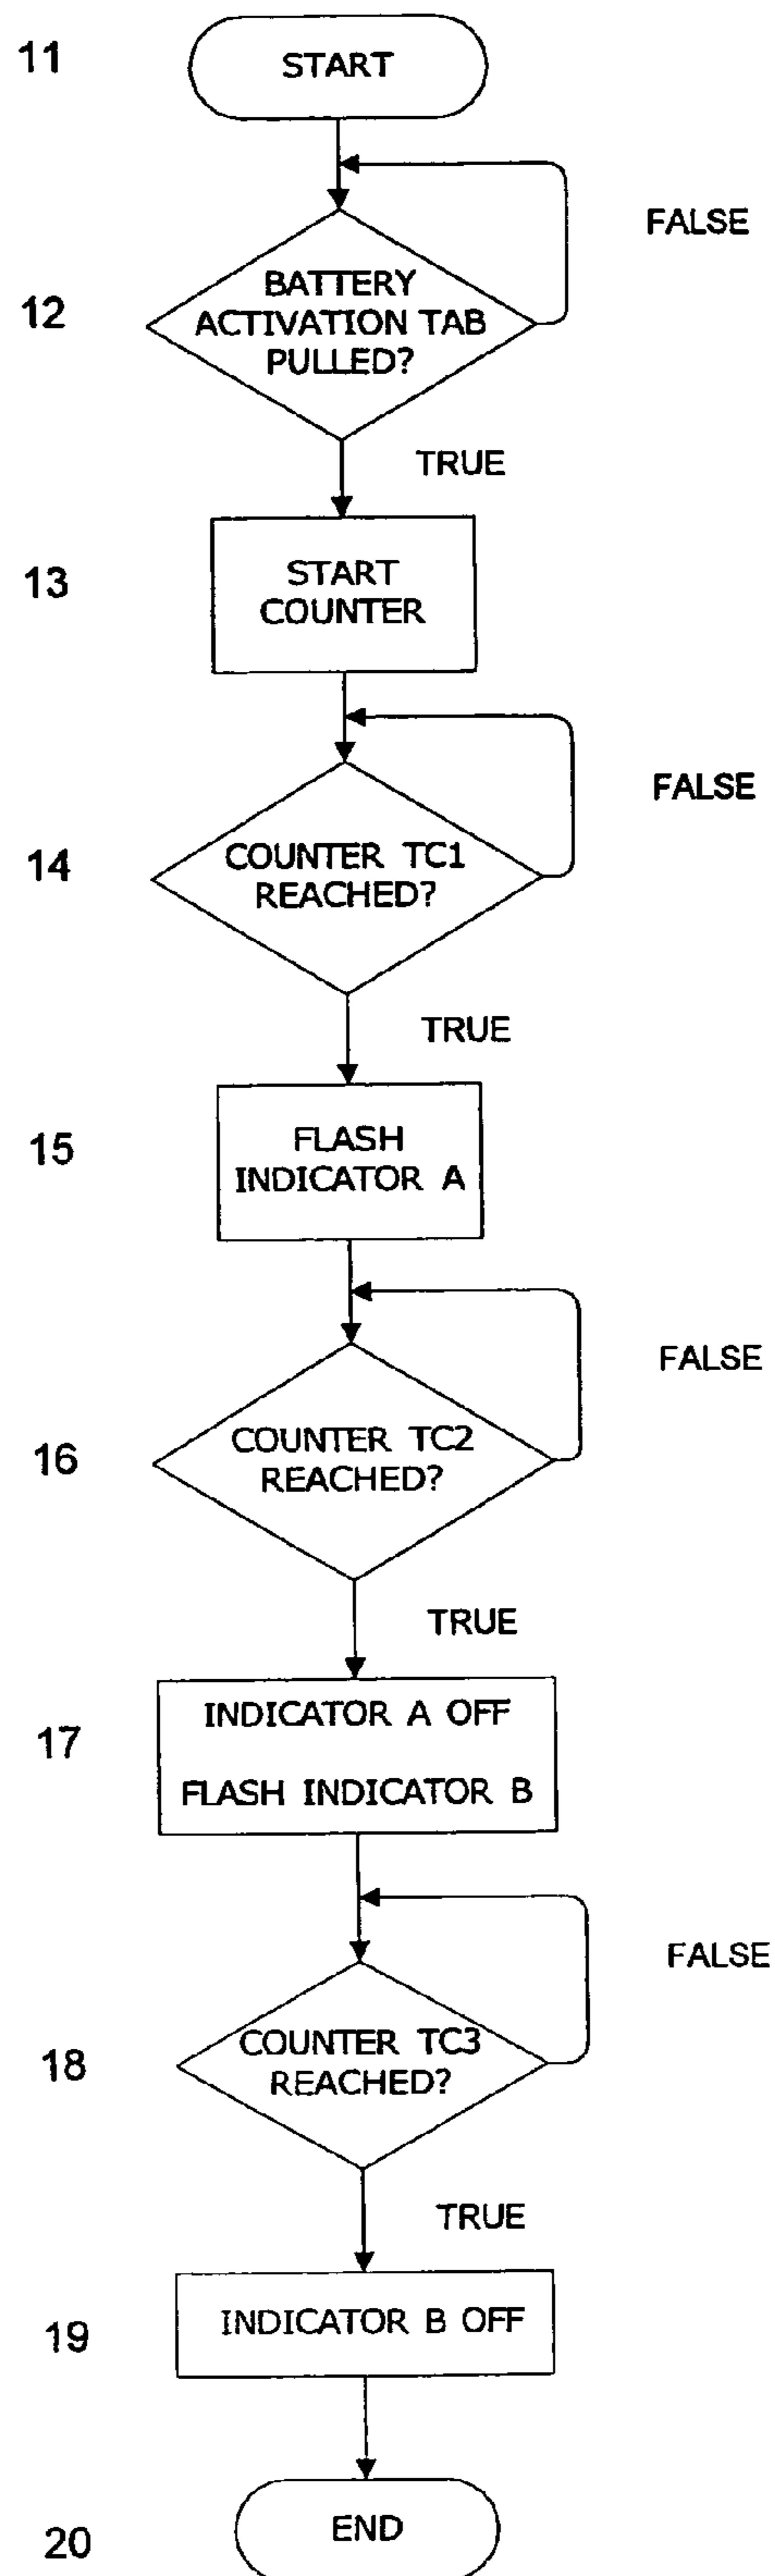 11
START
FALSE
12
BATTERY
ACTIVATION TAB
PULLED?
TRUE
13
START
COUNTER
FALSE
14
COUNTER TC1
REACHED?
TRUE
15
FLASH
INDICATOR A
FALSE
16
COUNTER TC2
REACHED?
TRUE
17
INDICATOR A OFF
FLASH INDICATOR B
FALSE
18
COUNTER TC3
REACHED?
TRUE
19
INDICATOR B OFF
20
END